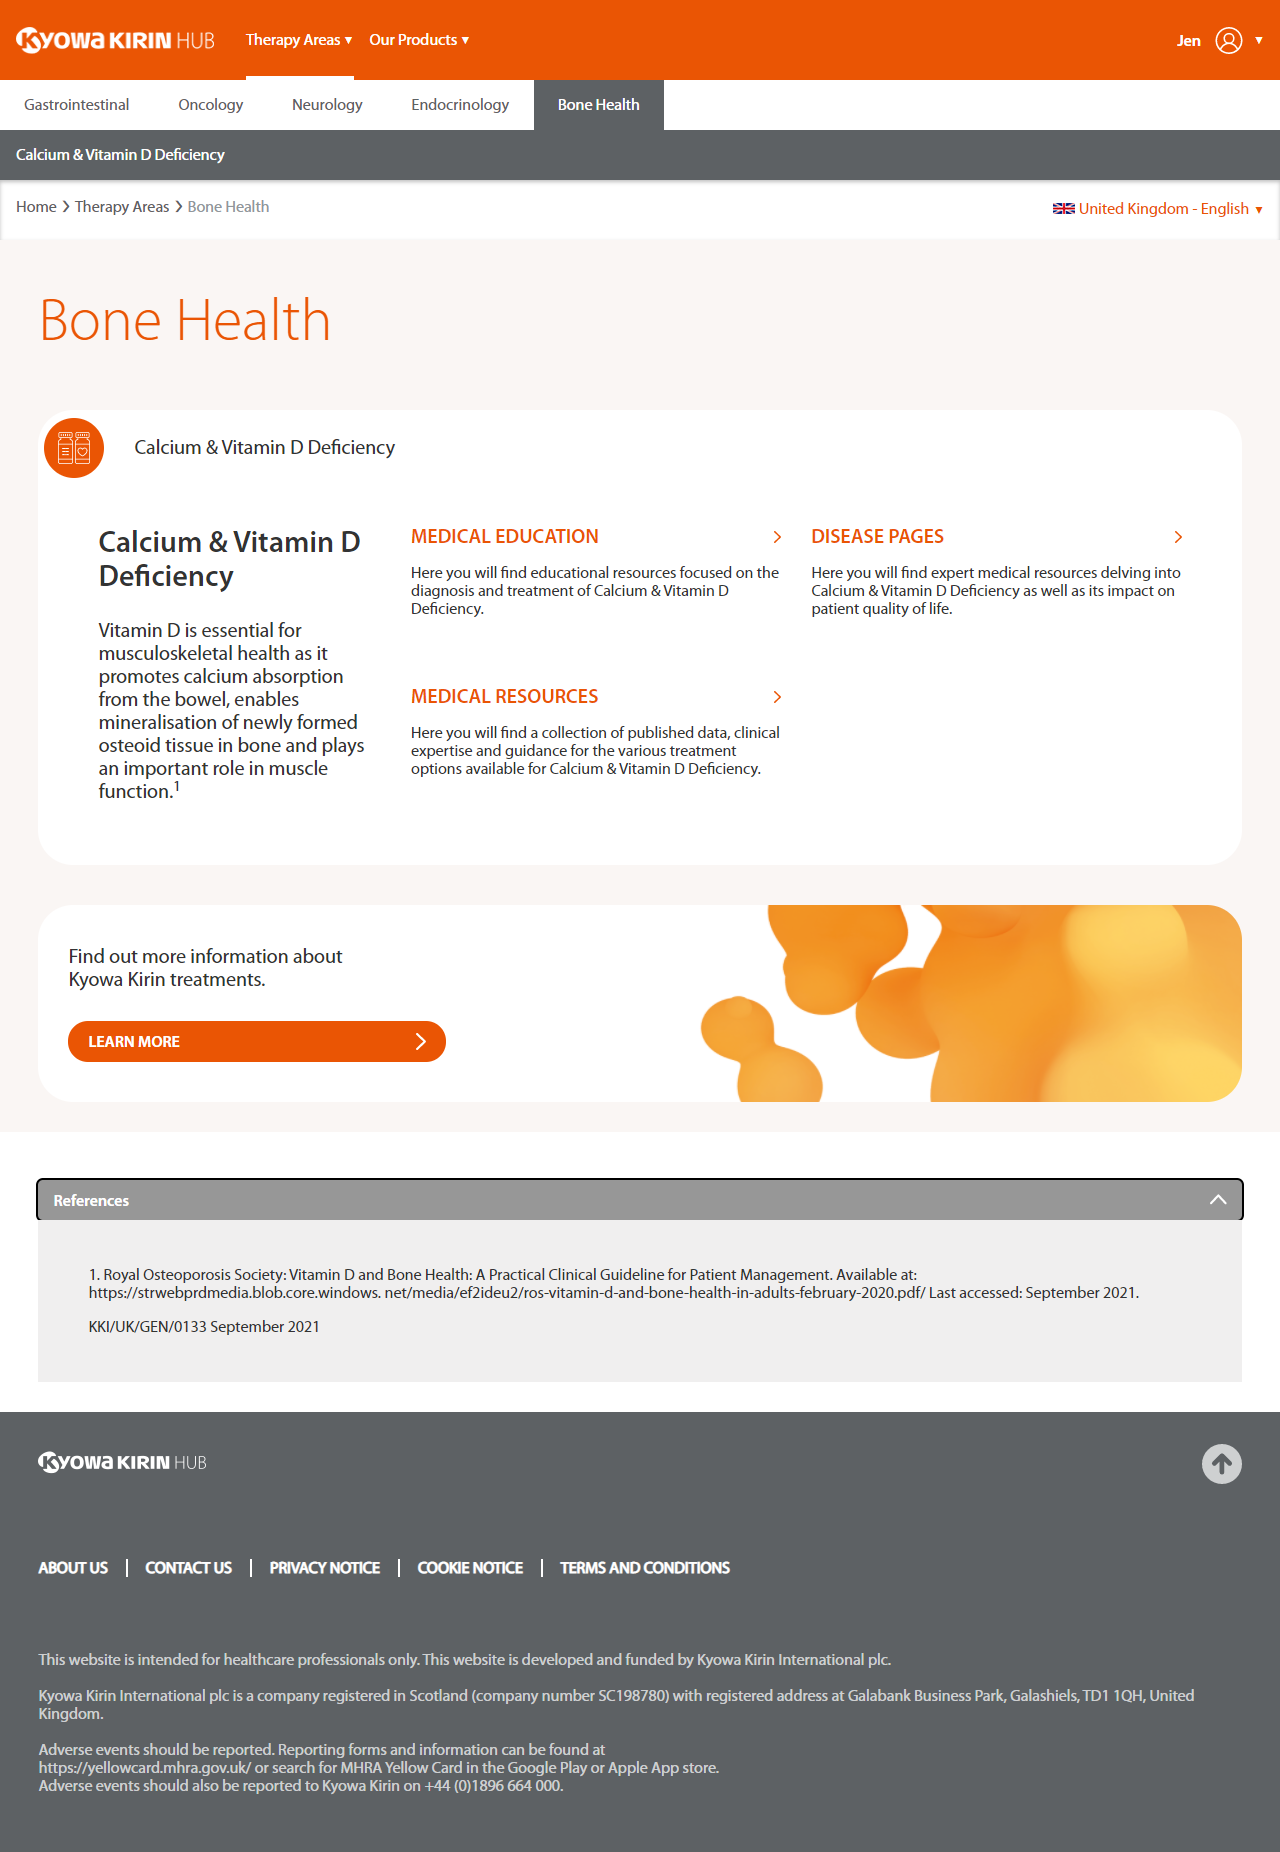 KYOWA KIRIN HUB
Therapy Areas ▼ Our Products ▼
Jen ▼
Gastrointestinal Oncology Neurology Endocrinology Bone Health
Calcium & Vitamin D Deficiency
Home > Therapy Areas > Bone Health
United Kingdom - English ▼
Bone Health
Calcium & Vitamin D Deficiency
Calcium & Vitamin D
Deficiency
Vitamin D is essential for
musculoskeletal health as it
promotes calcium absorption
from the bowel, enables
mineralisation of newly formed
osteoid tissue in bone and plays
an important role in muscle
function.¹
MEDICAL EDUCATION
Here you will find educational resources focused on the
diagnosis and treatment of Calcium & Vitamin D
Deficiency.
DISEASE PAGES
Here you will find expert medical resources delving into
Calcium & Vitamin D Deficiency as well as its impact on
patient quality of life.
MEDICAL RESOURCES
Here you will find a collection of published data, clinical
expertise and guidance for the various treatment
options available for Calcium & Vitamin D Deficiency.
Find out more information about
Kyowa Kirin treatments.
LEARN MORE
References
1. Royal Osteoporosis Society: Vitamin D and Bone Health: A Practical Clinical Guideline for Patient Management. Available at:
https://strwebprdmedia.blob.core.windows. net/media/ef2ideu2/ros-vitamin-d-and-bone-health-in-adults-february-2020.pdf/ Last accessed: September 2021.
KKI/UK/GEN/0133 September 2021
KYOWA KIRIN HUB
ABOUT US | CONTACT US | PRIVACY NOTICE | COOKIE NOTICE | TERMS AND CONDITIONS
This website is intended for healthcare professionals only. This website is developed and funded by Kyowa Kirin International plc.
Kyowa Kirin International plc is a company registered in Scotland (company number SC198780) with registered address at Galabank Business Park, Galashiels, TD1 1QH, United
Kingdom.
Adverse events should be reported. Reporting forms and information can be found at
https://yellowcard.mhra.gov.uk/ or search for MHRA Yellow Card in the Google Play or Apple App store.
Adverse events should also be reported to Kyowa Kirin on +44 (0)1896 664 000.